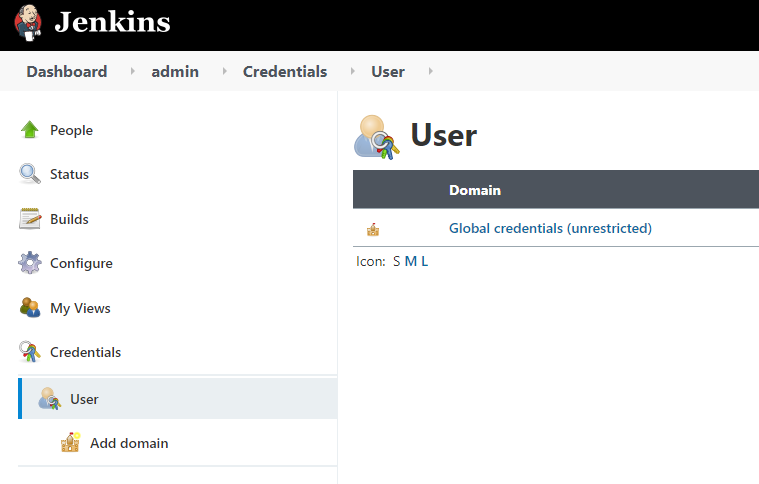 Jenkins
Dashboard admin Credentials User
People
Status
Builds
Configure
My Views
Credentials
User
Add domain
User
Domain
Global credentials (unrestricted)
Icon: S M L